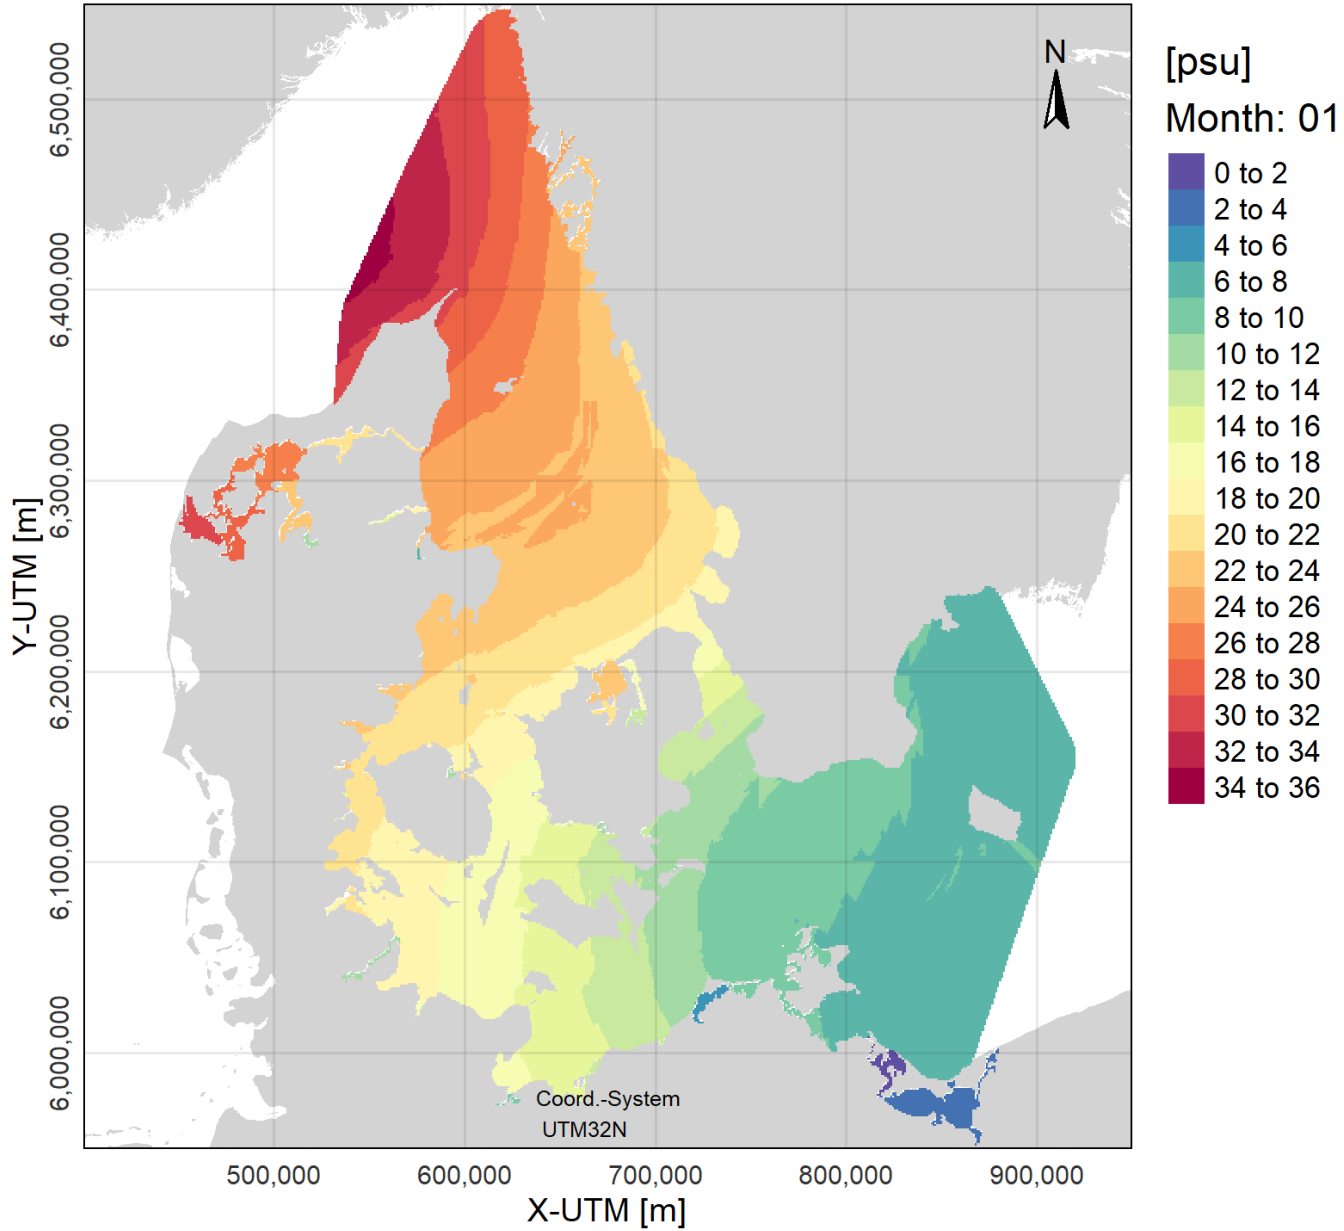 N
[psu]
Month: 01
0 to 2
2 to 4
4 to 6
6 to 8
8 to 10
10 to 12
12 to 14
14 to 16
16 to 18
18 to 20
20 to 22
22 to 24
24 to 26
26 to 28
28 to 30
30 to 32
32 to 34
34 to 36
Y-UTM [m]
6,500,000
6,400,000
6,300,000
6,200,000
6,100,000
6,000,000
Coord.-System
UTM32N
500,000
600,000
700,000
800,000
900,000
X-UTM [m]